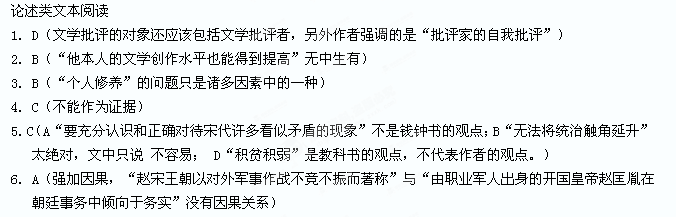 论述类文本阅读
1. D（文学批评的对象还应该包括文学批评者，另外作者强调的是“批评家的自我批评”）
2. B（“他本人的文学创作水平也能得到提高”无中生有）
3. B（“个人修养”的问题只是诸多因素中的一种）
4. C（不能作为证据）
5.C(A“要充分认识和正确对待宋代许多看似矛盾的现象”不是钱钟书的观点；B“无法将统治触角延升”
太绝对，文中只说 不容易； D“积贫积弱”是教科书的观点，不代表作者的观点。）
6. A（强加因果，“赵宋王朝以对外军事作战不竞不振而著称”与“由职业军人出身的开国皇帝赵匡胤在
朝廷事务中倾向于务实”没有因果关系）